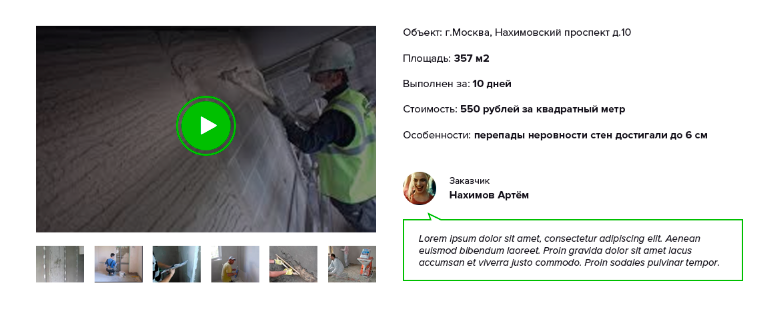 Объект: г.Москва, Нахимовский проспект д.10
Площадь: 357 м2
Выполнен за: 10 дней
Стоимость: 550 рублей за квадратный метр
Особенности: перепады неровности стен достигали до 6 см
Заказчик
Нахимов Артём
Lorem ipsum dolor sit amet, consectetur adipiscing elit. Aenean
euismod bibendum laoreet. Proin gravida dolor sit amet lacus
accumsan et viverra justo commodo. Proin sodales pulvinar tempor.